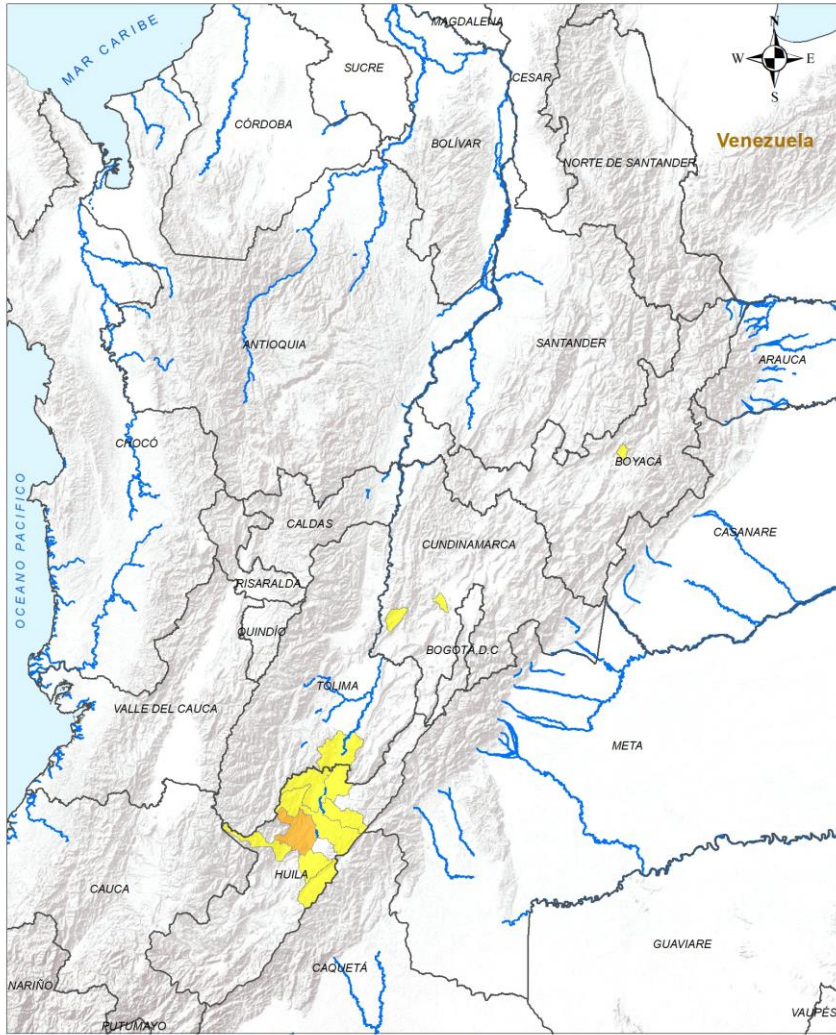 MAGDALENA
MAR CARIBE
N
SUCRE
W
E
CESAR
S
CÓRDOBA
Venezuela
BOLÍVAR
NORTE DE SANTANDER
ANTIOQUIA
SANTANDER
ARAUCA
CHOCÓ
BOYACÁ
OCEANO PACIFICO
CALDAS
CUNDINAMARCA
CASANARE
RISARALDA
QUINDÍO
BOGOTÁ,D.C
TOLIMA
VALLE DEL CAUCA
META
HUILA
CAUCA
GUAVIARE
CAQUETÁ
NARIÑO
VAUPÉS
PUTUMAYO